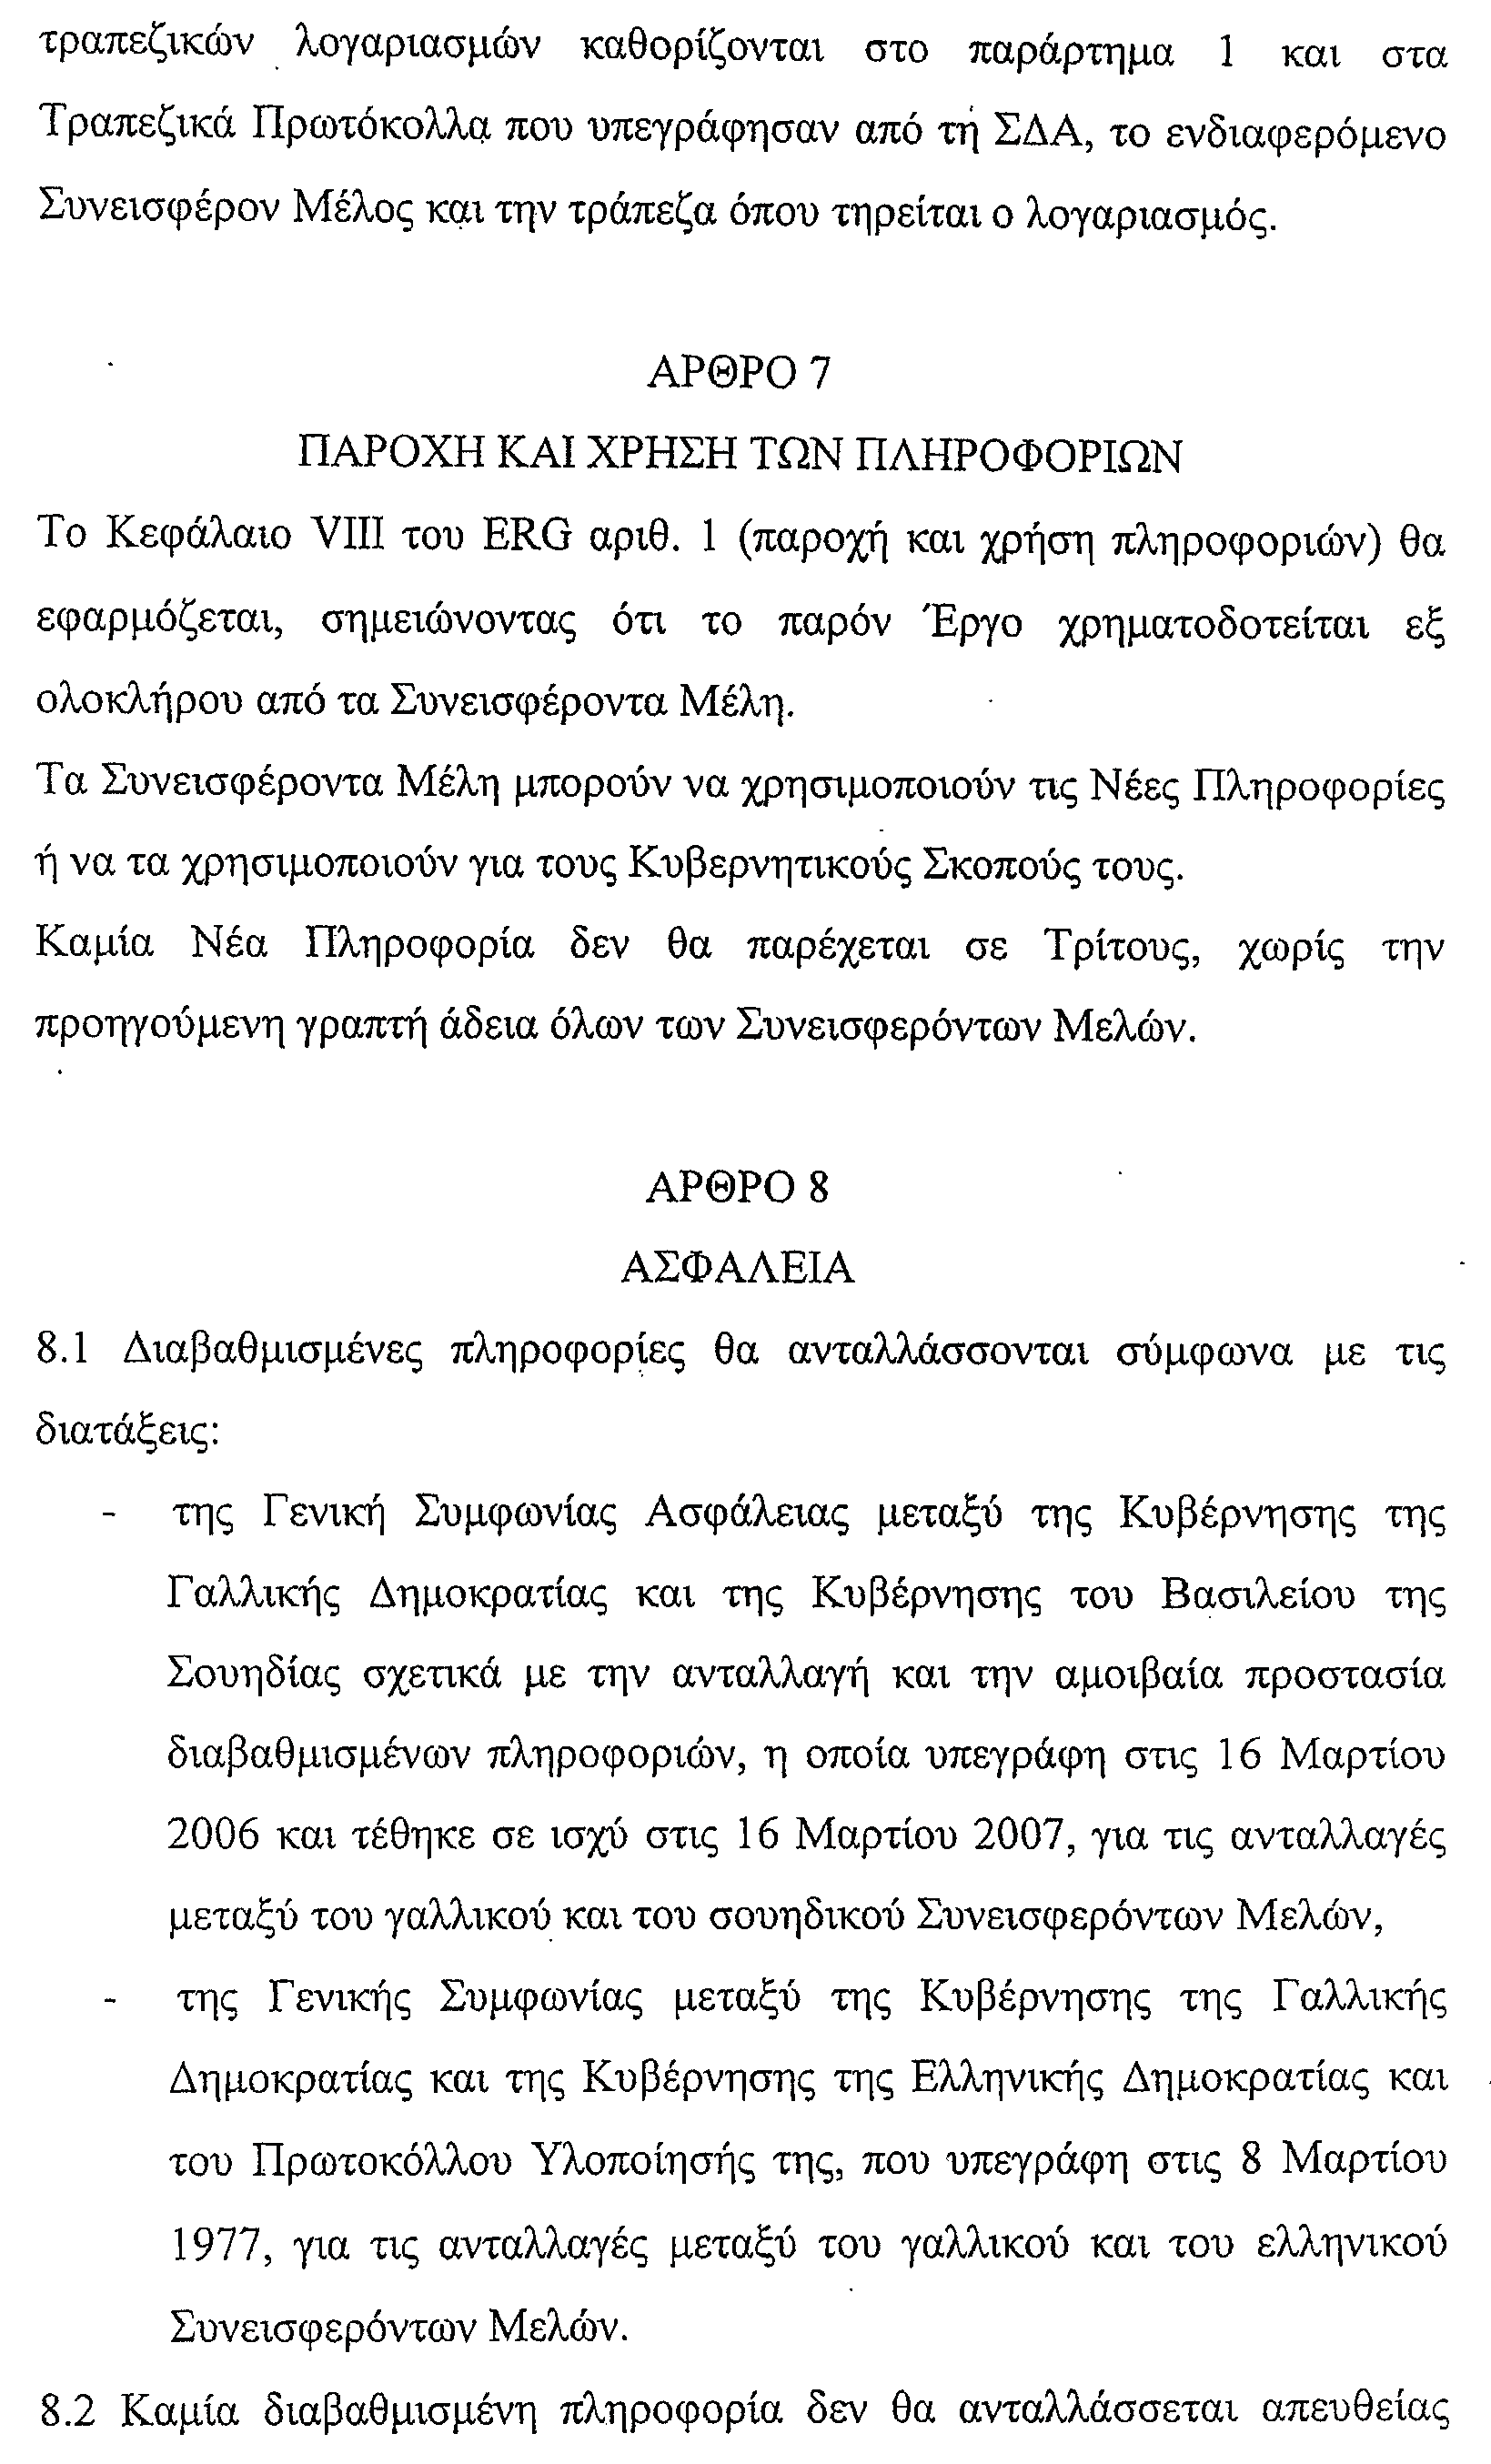 τραπεζικών λογαριασμών καθορίζονται στο παράρτημα 1 και στα
Τραπεζικά Πρωτόκολλα που υπεγράφησαν από τη ΣΔΑ, το ενδιαφερόμενο
Συνεισφέρον Μέλος και την τράπεζα όπου τηρείται ο λογαριασμός.
ΑΡΘΡΟ 7
ΠΑΡΟΧΗ ΚΑΙ ΧΡΗΣΗ ΤΩΝ ΠΛΗΡΟΦΟΡΙΩΝ
Το Κεφάλαιο VIII του ERG αριθ. 1 (παροχή και χρήση πληροφοριών) θα
εφαρμόζεται, σημειώνοντας ότι το παρόν Έργο χρηματοδοτείται εξ
ολοκλήρου από τα Συνεισφέροντα Μέλη.
Τα Συνεισφέροντα Μέλη μπορούν να χρησιμοποιούν τις Νέες Πληροφορίες
ή να τα χρησιμοποιούν για τους Κυβερνητικούς Σκοπούς τους.
Καμία Νέα Πληροφορία δεν θα παρέχεται σε Τρίτους, χωρίς την
προηγούμενη γραπτή άδεια όλων των Συνεισφερόντων Μελών.
ΑΡΘΡΟ 8
ΑΣΦΑΛΕΙΑ
8.1 Διαβαθμισμένες πληροφορίες θα ανταλλάσσονται σύμφωνα με τις
διατάξεις:
- της Γενική Συμφωνίας Ασφάλειας μεταξύ της Κυβέρνησης της
Γαλλικής Δημοκρατίας και της Κυβέρνησης του Βασιλείου της
Σουηδίας σχετικά με την ανταλλαγή και την αμοιβαία προστασία
διαβαθμισμένων πληροφοριών, η οποία υπεγράφη στις 16 Μαρτίου
2006 και τέθηκε σε ισχύ στις 16 Μαρτίου 2007, για τις ανταλλαγές
μεταξύ του γαλλικού και του σουηδικού Συνεισφερόντων Μελών,
- της Γενικής Συμφωνίας μεταξύ της Κυβέρνησης της Γαλλικής
Δημοκρατίας και της Κυβέρνησης της Ελληνικής Δημοκρατίας και
του Πρωτοκόλλου Υλοποίησής της, που υπεγράφη στις 8 Μαρτίου
1977, για τις ανταλλαγές μεταξύ του γαλλικού και του ελληνικού
Συνεισφερόντων Μελών.
8.2 Καμία διαβαθμισμένη πληροφορία δεν θα ανταλλάσσεται απευθείας